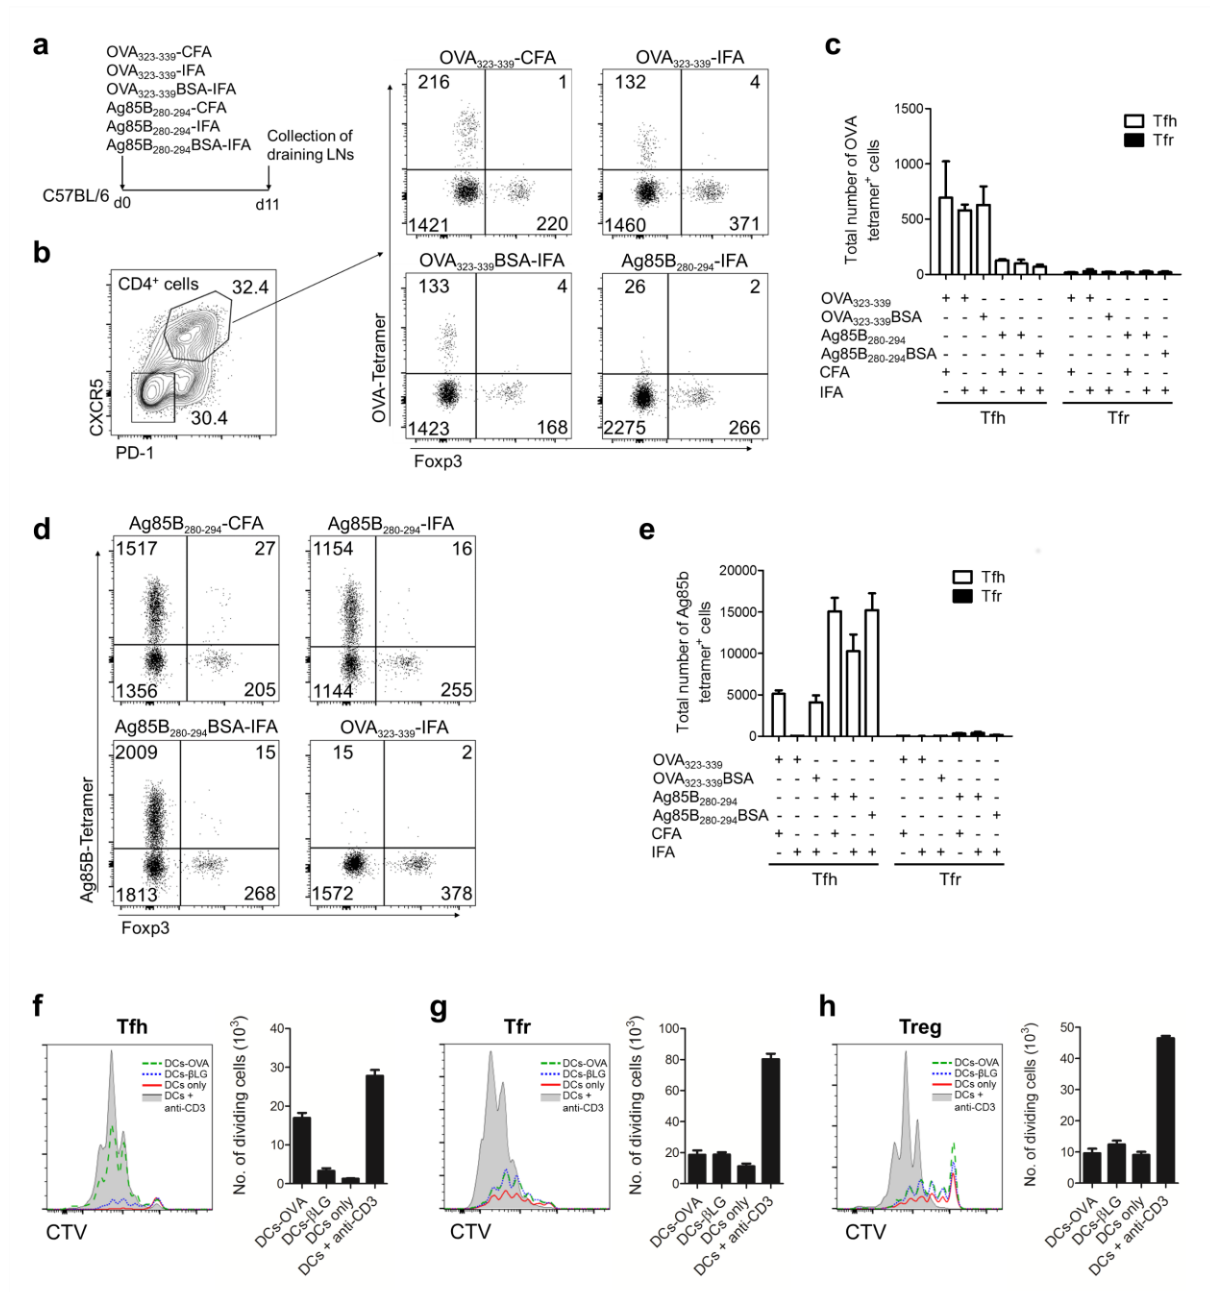 a
OVA323-339-CFA
OVA323-339-IFA
OVA323-339BSA-IFA
Ag85B280-294-CFA
Ag85B280-294-IFA
Ag85B280-294BSA-IFA
Collection of
draining LNs
C57BL/6
d0
d11
b
CD4+ cells
32.4
30.4
CXCR5
PD-1
OVA323-339-CFA
216
1
1421
220
OVA323-339-IFA
132
4
1460
371
OVA323-339BSA-IFA
133
4
1423
168
Ag85B280-294-IFA
26
2
2275
266
OVA-Tetramer
Foxp3
c
Total number of OVA
tetramer+ cells
1500
1000
500
0
Tfh
Tfr
OVA323-339 + + - - - - + + - - - -
OVA323-339BSA - - + - - - - - + - - -
Ag85B280-294 - - - + + - - - - + + -
Ag85B280-294BSA - - - - - + - - - - - +
CFA + - - + - - + - - + - -
IFA - + + - + + - + + - + +
Tfh
Tfr
d
Ag85B280-294-CFA
1517
27
1356
205
Ag85B280-294-IFA
1154
16
1144
255
Ag85B280-294BSA-IFA
2009
15
1813
268
OVA323-339-IFA
15
2
1572
378
Ag85B-Tetramer
Foxp3
e
Total number of Ag85b
tetramer+ cells
20000
15000
10000
5000
0
Tfh
Tfr
OVA323-339 + + - - - - + + - - - -
OVA323-339BSA - - + - - - - - + - - -
Ag85B280-294 - - - + + - - - - + + -
Ag85B280-294BSA - - - - - + - - - - - +
CFA + - - + - - + - - + - -
IFA - + + - + + - + + - + +
Tfh
Tfr
f
Tfh
DCs-OVA
DCs-βLG
DCs only
DCs +
anti-CD3
CTV
No. of dividing cells (10³)
40
30
20
10
0
DCs-OVA
DCs-βLG
DCs only
DCs + anti-CD3
g
Tfr
DCs-OVA
DCs-βLG
DCs only
DCs +
anti-CD3
CTV
No. of dividing cells (10³)
100
80
60
40
20
0
DCs-OVA
DCs-βLG
DCs only
DCs + anti-CD3
h
Treg
DCs-OVA
DCs-βLG
DCs only
DCs +
anti-CD3
CTV
No. of dividing cells (10³)
50
40
30
20
10
0
DCs-OVA
DCs-βLG
DCs only
DCs + anti-CD3